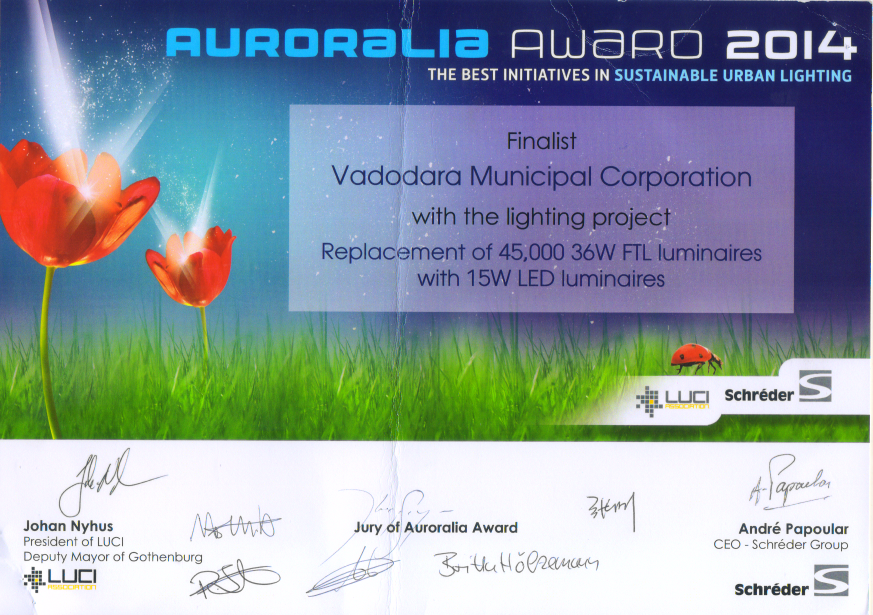 AURORALIA AWARD 2014
THE BEST INITIATIVES IN SUSTAINABLE URBAN LIGHTING
Finalist
Vadodara Municipal Corporation
with the lighting project
Replacement of 45,000 36W FTL luminaires
with 15W LED luminaires
LUCI
ASSOCIATION
Schréder
A. Papoular
Johan Nyhus
President of LUCI
Deputy Mayor of Gothenburg
LUCI
ASSOCIATION
Jury of Auroralia Award
André Papoular
CEO - Schréder Group
Schréder